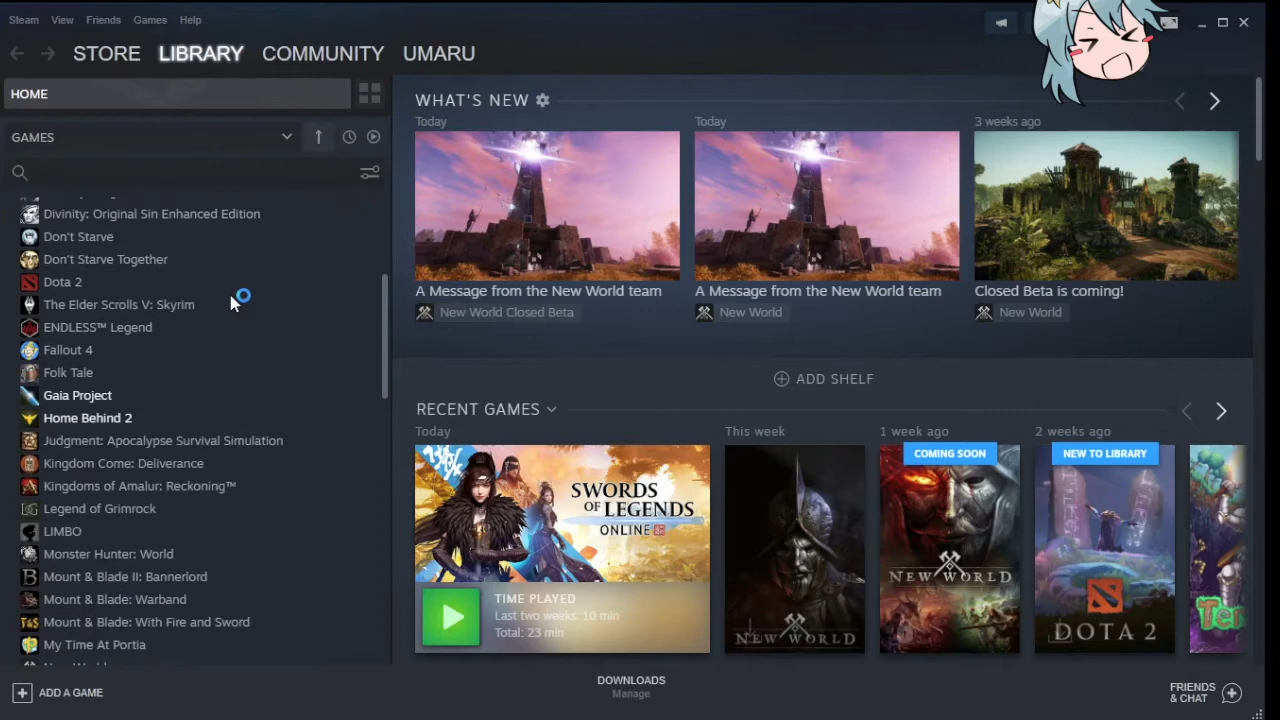 Steam View Friends Games Help
STORE LIBRARY COMMUNITY UMARU
HOME
GAMES
Divinity: Original Sin Enhanced Edition
Don't Starve
Don't Starve Together
Dota 2
The Elder Scrolls V: Skyrim
ENDLESS™ Legend
Fallout 4
Folk Tale
Gaia Project
Home Behind 2
Judgment: Apocalypse Survival Simulation
Kingdom Come: Deliverance
Kingdoms of Amalur: Reckoning™
Legend of Grimrock
LIMBO
Monster Hunter: World
Mount & Blade II: Bannerlord
Mount & Blade: Warband
Mount & Blade: With Fire and Sword
My Time At Portia
ADD A GAME
WHAT'S NEW
Today
Today
3 weeks ago
A Message from the New World team
A Message from the New World team
Closed Beta is coming!
New World Closed Beta
New World
New World
ADD SHELF
RECENT GAMES
Today
This week
1 week ago
2 weeks ago
COMING SOON
NEW TO LIBRARY
SWORDS
OF LEGENDS
ONLINE
TIME PLAYED
Last two weeks: 10 min
Total: 23 min
NEW WORLD
NEW WORLD
DOTA 2
DOWNLOADS
Manage
FRIENDS
& CHAT